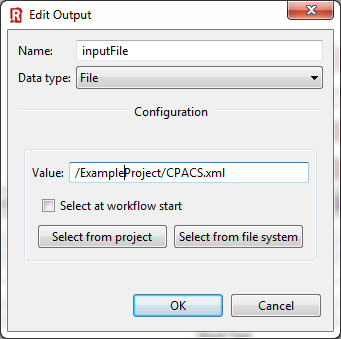 Edit Output
Name: inputFile
Data type: File
Configuration
Value: /ExampleProject/CPACS.xml
Select at workflow start
Select from project Select from file system
OK Cancel